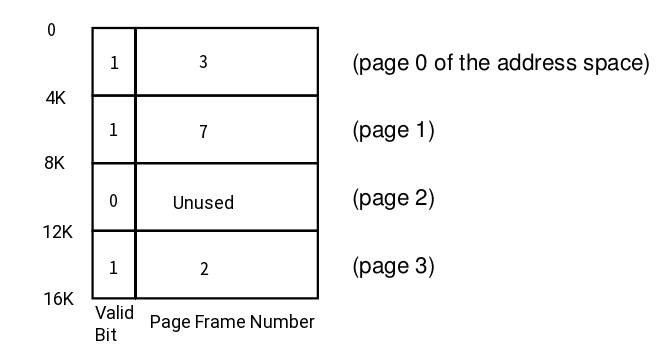 0
1 3 (page 0 of the address space)
4K
1 7 (page 1)
8K
0 Unused (page 2)
12K
1 2 (page 3)
16K
Valid Bit
Page Frame Number